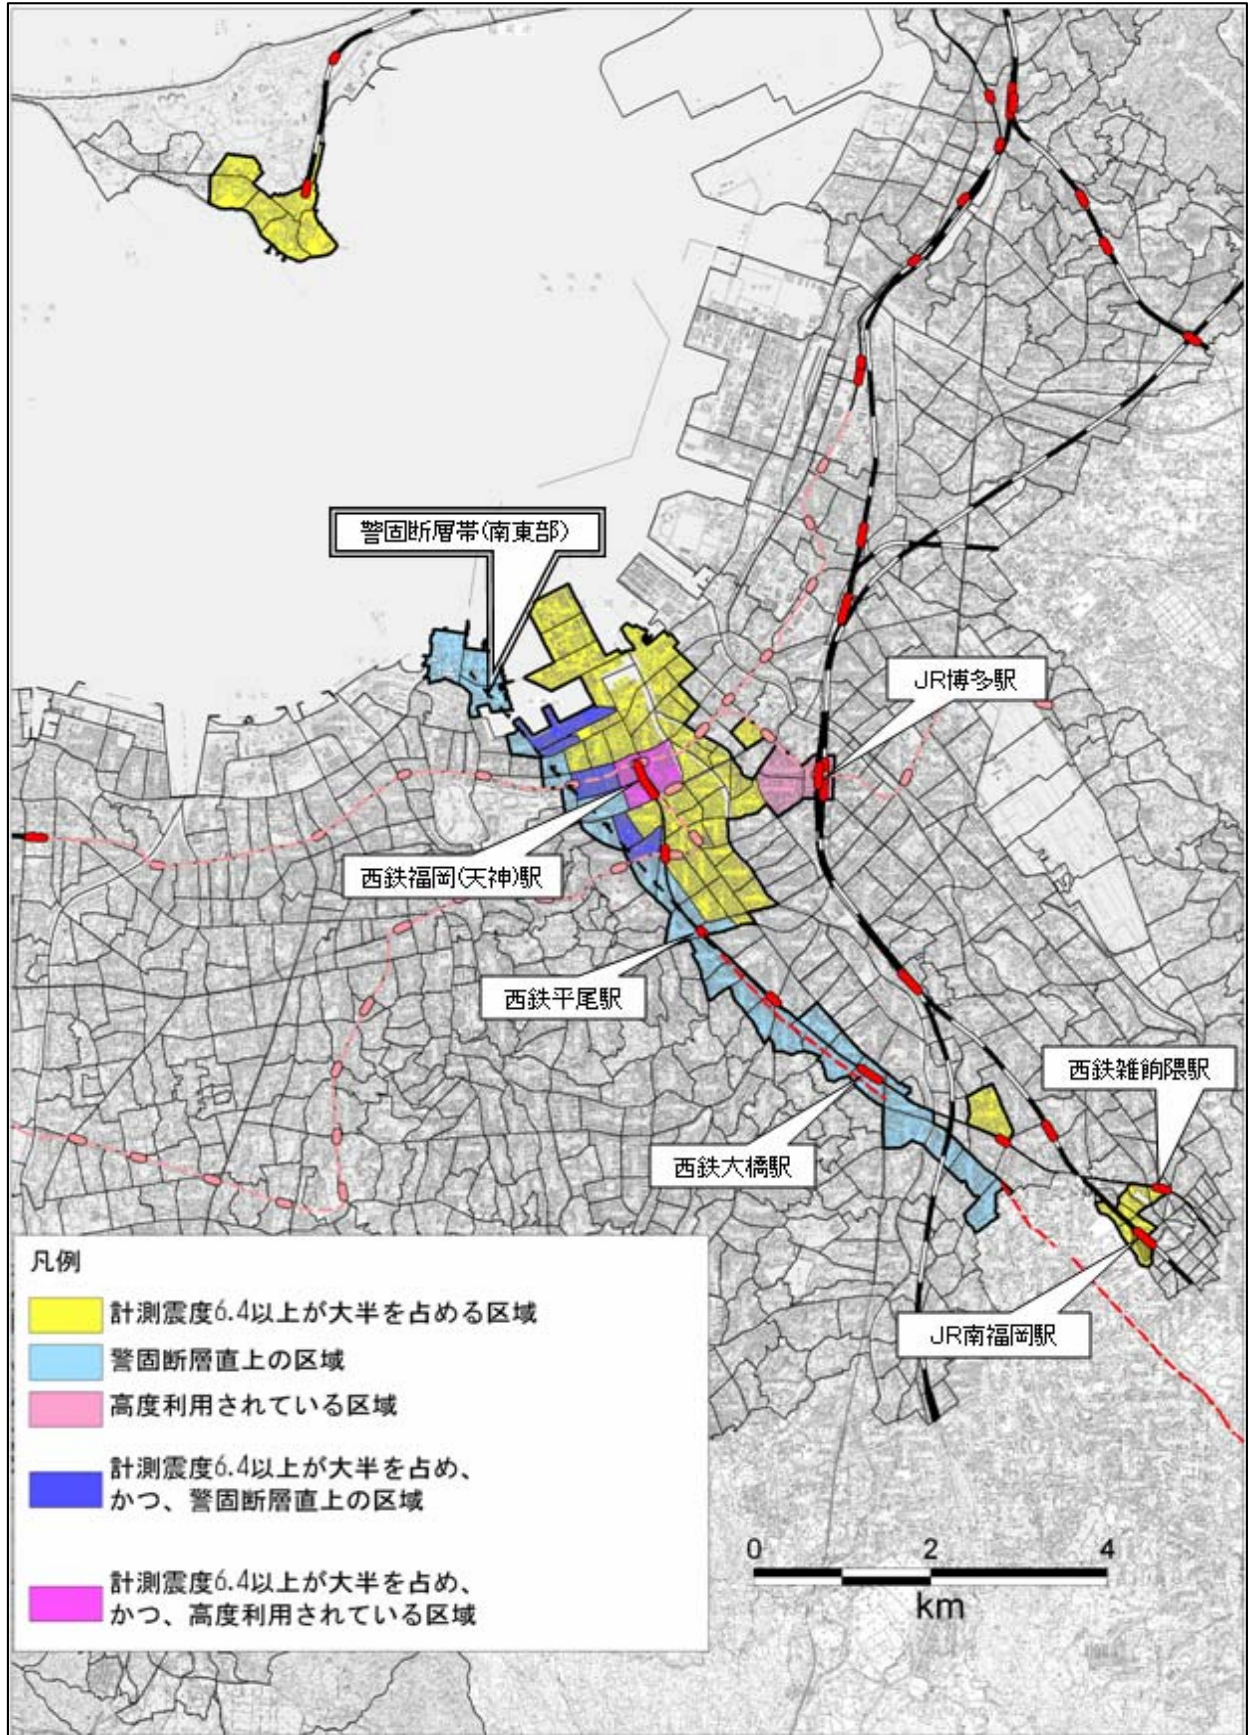 警固断層帯(南東部)
JR博多駅
西鉄福岡(天神)駅
西鉄平尾駅
西鉄雑餉隈駅
西鉄大橋駅
JR南福岡駅
凡例
計測震度6.4以上が大半を占める区域
警固断層直上の区域
高度利用されている区域
計測震度6.4以上が大半を占め、
かつ、警固断層直上の区域
計測震度6.4以上が大半を占め、
かつ、高度利用されている区域
0 2 4
km